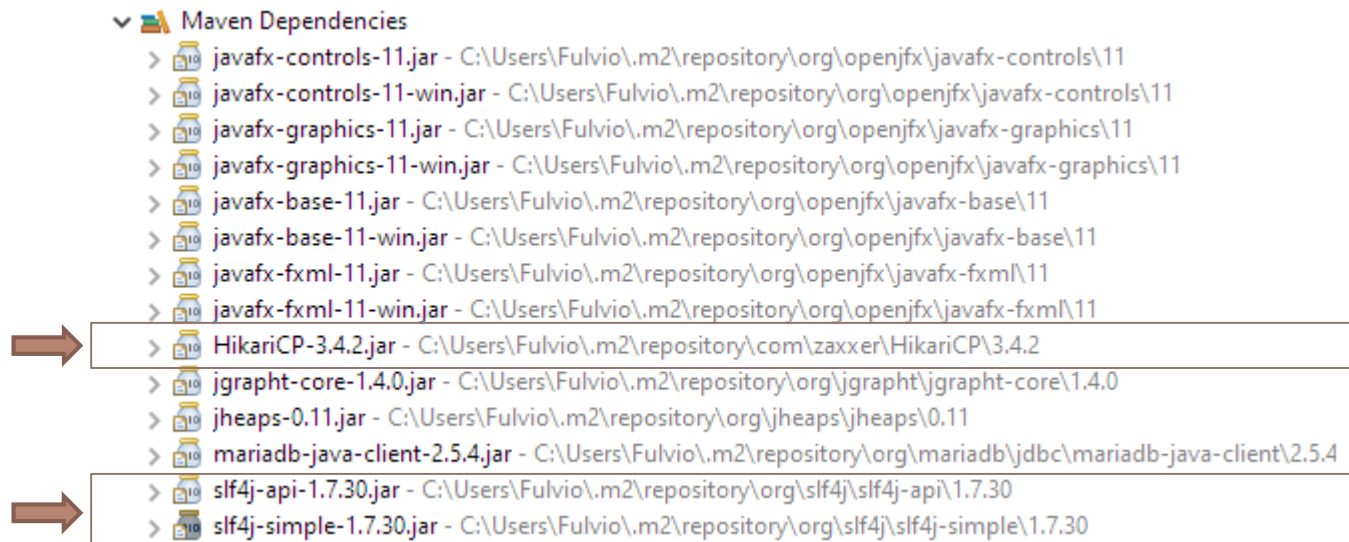 Maven Dependencies
javafx-controls-11.jar - C:\Users\Fulvio\.m2\repository\org\openjfx\javafx-controls\11
javafx-controls-11-win.jar - C:\Users\Fulvio\.m2\repository\org\openjfx\javafx-controls\11
javafx-graphics-11.jar - C:\Users\Fulvio\.m2\repository\org\openjfx\javafx-graphics\11
javafx-graphics-11-win.jar - C:\Users\Fulvio\.m2\repository\org\openjfx\javafx-graphics\11
javafx-base-11.jar - C:\Users\Fulvio\.m2\repository\org\openjfx\javafx-base\11
javafx-base-11-win.jar - C:\Users\Fulvio\.m2\repository\org\openjfx\javafx-base\11
javafx-fxml-11.jar - C:\Users\Fulvio\.m2\repository\org\openjfx\javafx-fxml\11
javafx-fxml-11-win.jar - C:\Users\Fulvio\.m2\repository\org\openjfx\javafx-fxml\11
HikariCP-3.4.2.jar - C:\Users\Fulvio\.m2\repository\com\zaxxer\HikariCP\3.4.2
jgrapht-core-1.4.0.jar - C:\Users\Fulvio\.m2\repository\org\jgrapht\jgrapht-core\1.4.0
jheaps-0.11.jar - C:\Users\Fulvio\.m2\repository\org\jheaps\jheaps\0.11
mariadb-java-client-2.5.4.jar - C:\Users\Fulvio\.m2\repository\org\mariadb\jdbc\mariadb-java-client\2.5.4
slf4j-api-1.7.30.jar - C:\Users\Fulvio\.m2\repository\org\slf4j\slf4j-api\1.7.30
slf4j-simple-1.7.30.jar - C:\Users\Fulvio\.m2\repository\org\slf4j\slf4j-simple\1.7.30